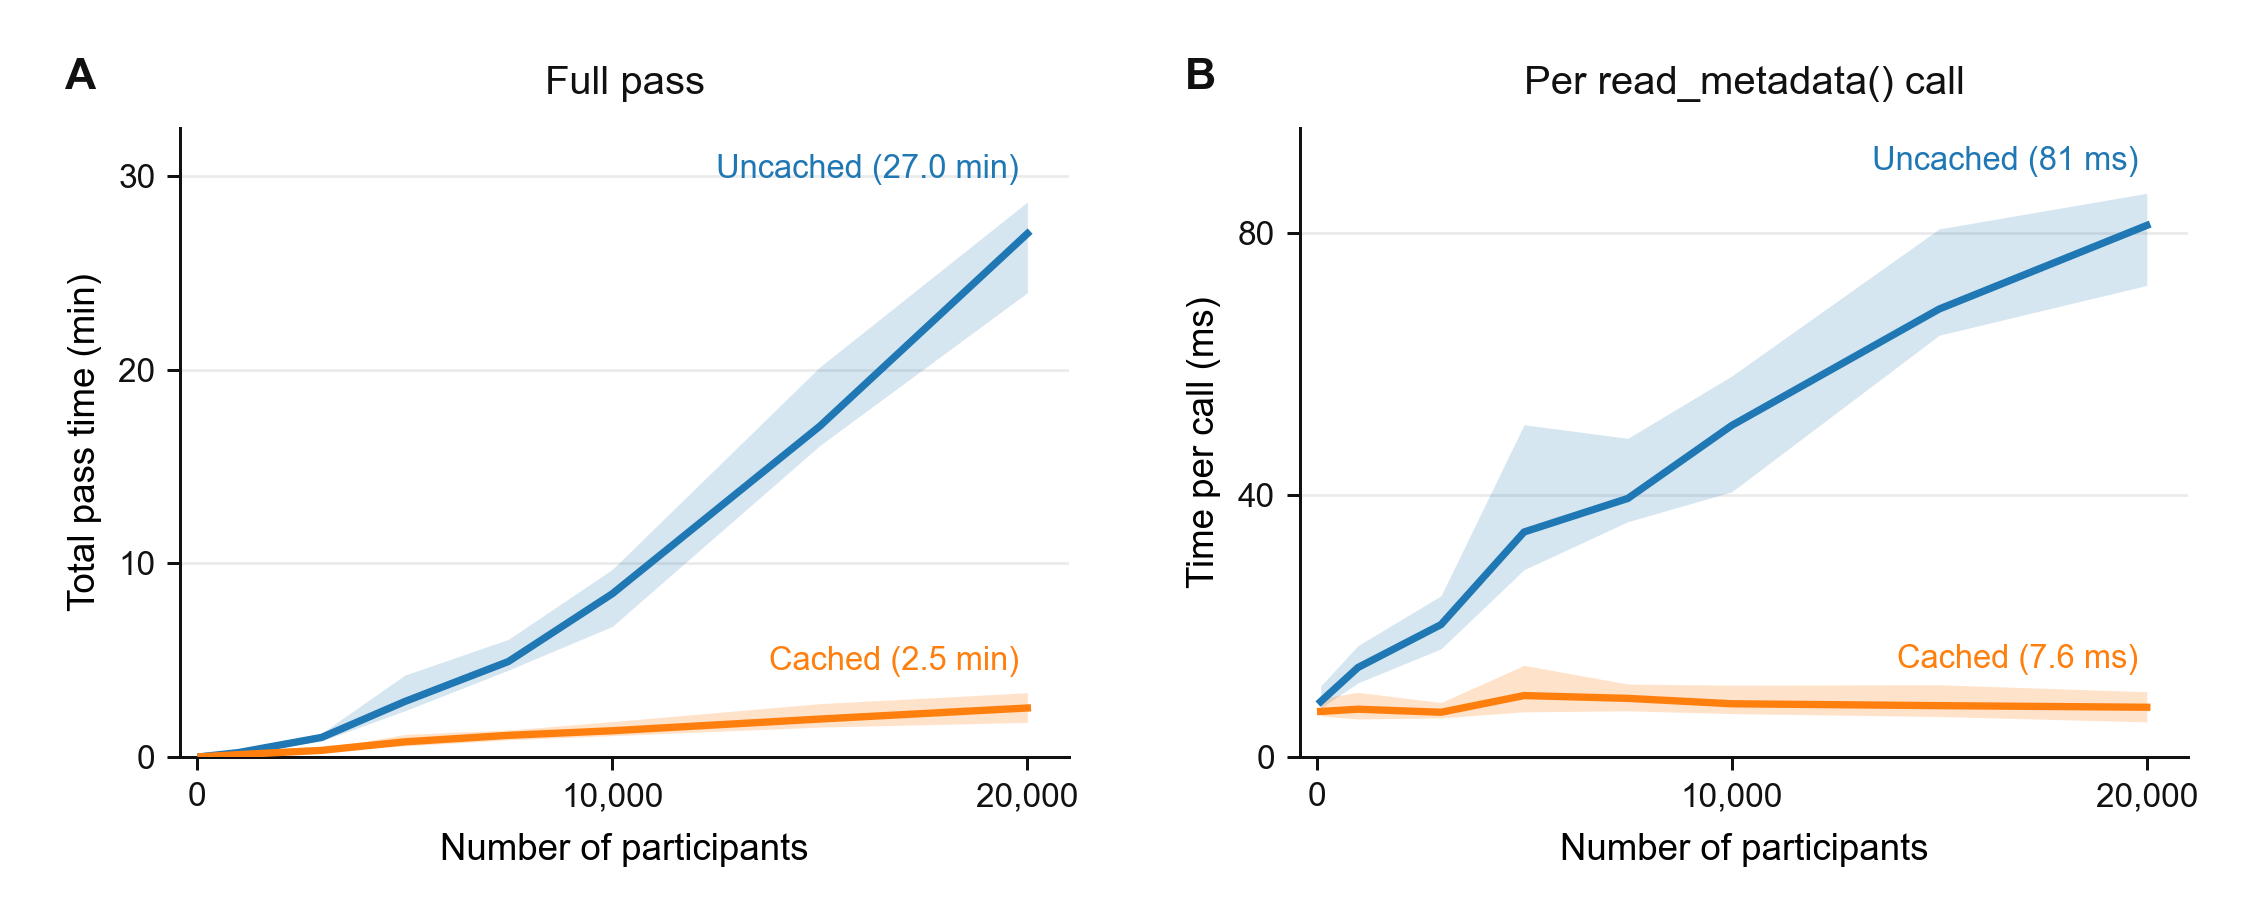 A
Full pass
Uncached (27.0 min)
30
20
10
0
Total pass time (min)
Cached (2.5 min)
0
10,000
20,000
Number of participants
B
Per read_metadata() call
Uncached (81 ms)
80
40
0
Time per call (ms)
Cached (7.6 ms)
0
10,000
20,000
Number of participants